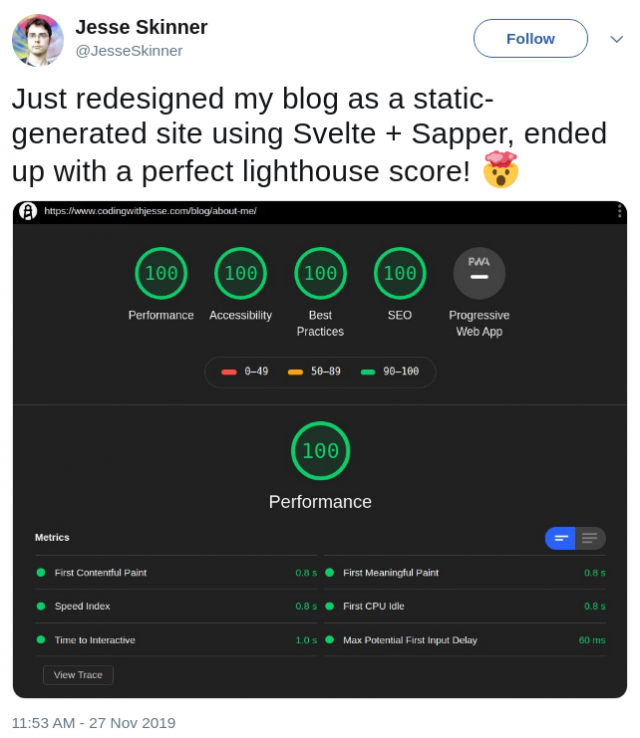 Jesse Skinner
@JesseSkinner
Follow
Just redesigned my blog as a static-
generated site using Svelte + Sapper, ended
up with a perfect lighthouse score! 🤯
https://www.codingwithjesse.com/blog/about-me/
100 100 100 100 PWA
Performance Accessibility Best SEO Progressive
Practices Web App
0–49 50–89 90–100
100
Performance
Metrics
First Contentful Paint 0.8 s First Meaningful Paint 0.8 s
Speed Index 0.8 s First CPU Idle 0.8 s
Time to Interactive 1.0 s Max Potential First Input Delay 60 ms
View Trace
11:53 AM - 27 Nov 2019